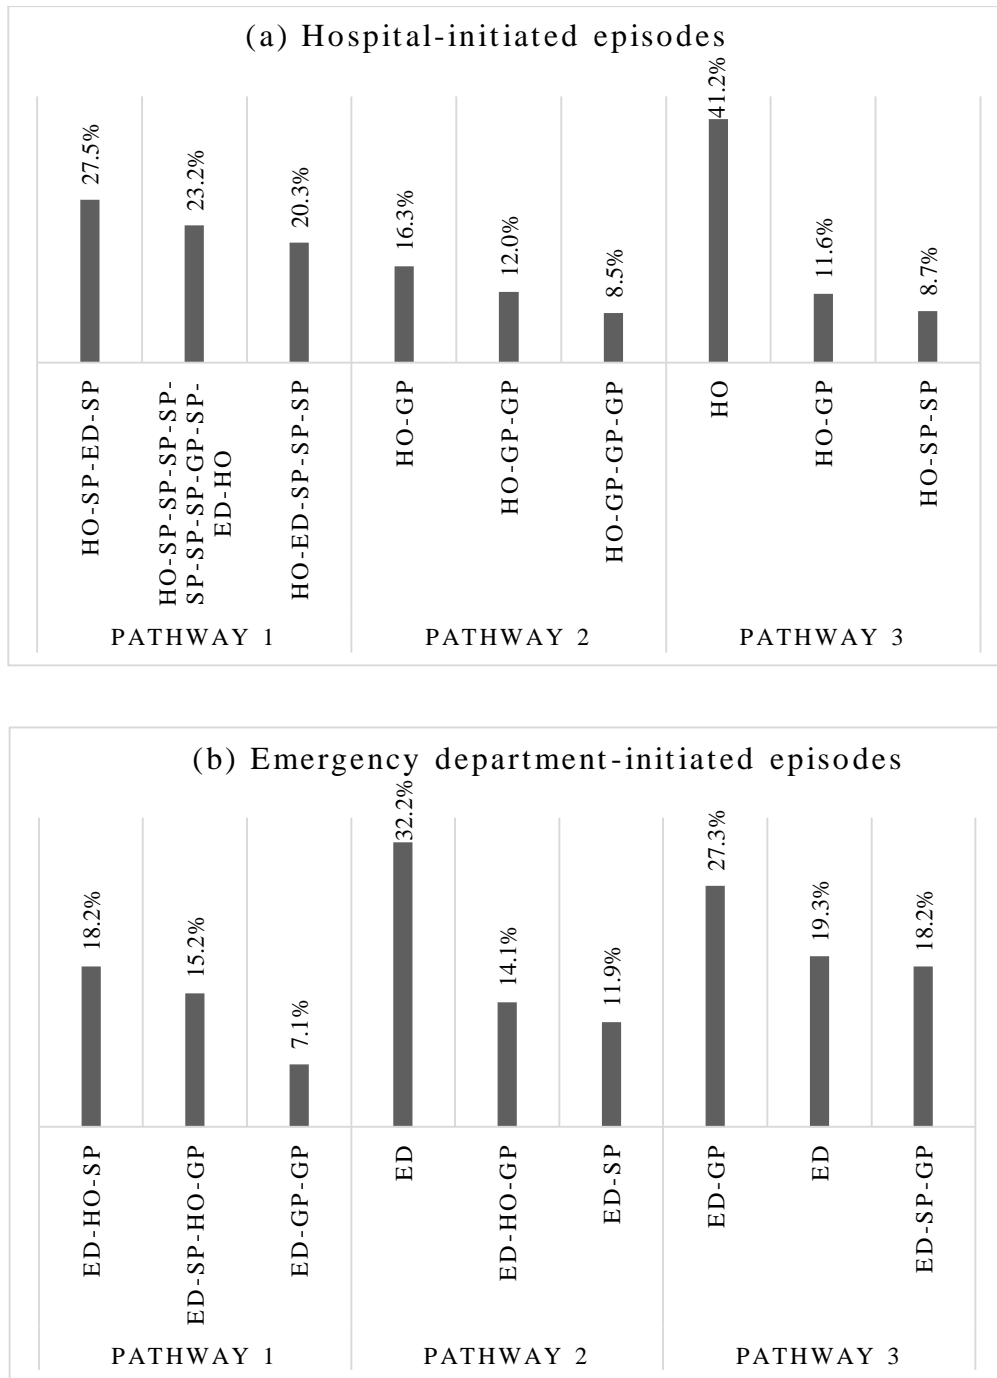 (a) Hospital-initiated episodes
27.5%
23.2%
20.3%
16.3%
12.0%
8.5%
41.2%
11.6%
8.7%
HO-SP-ED-SP
HO-SP-SP-SP-SP-
SP-SP-SP-GP-SP-
ED-HO
HO-ED-SP-SP-SP
HO-GP
HO-GP-GP
HO-GP-GP-GP
HO
HO-GP
HO-SP-SP
PATHWAY 1
PATHWAY 2
PATHWAY 3
(b) Emergency department-initiated episodes
18.2%
15.2%
7.1%
32.2%
14.1%
11.9%
27.3%
19.3%
18.2%
ED-HO-SP
ED-SP-HO-GP
ED-GP-GP
ED
ED-HO-GP
ED-SP
ED-GP
ED
ED-SP-GP
PATHWAY 1
PATHWAY 2
PATHWAY 3